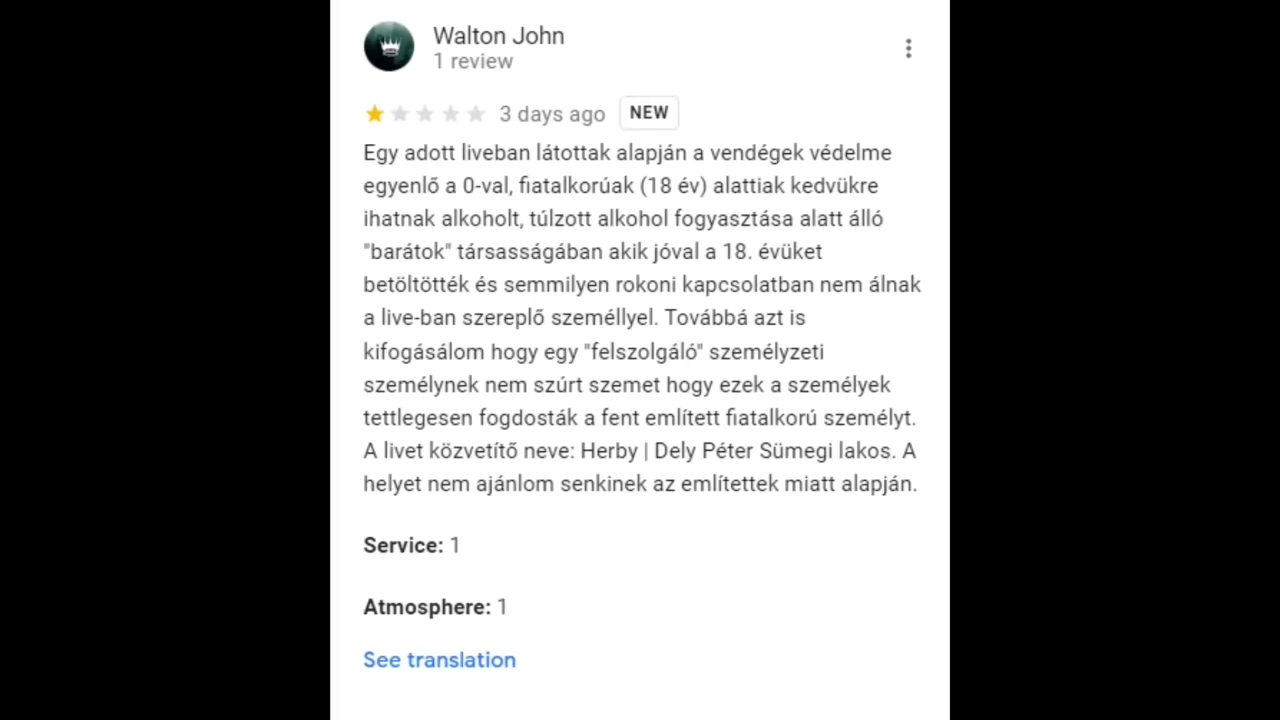 Walton John
1 review
3 days ago NEW
Egy adott liveban látottak alapján a vendégek védelme
egyenlő a 0-val, fiatalkorúak (18 év) alattiak kedvükre
ihatnak alkoholt, túlzott alkohol fogyasztása alatt álló
"barátok" társasságában akik jóval a 18. évüket
betöltötték és semmilyen rokoni kapcsolatban nem álnak
a live-ban szereplő személlyel. Továbbá azt is
kifogásálom hogy egy "felszolgáló" személyzeti
személynek nem szúrt szemet hogy ezek a személyek
tettlegesen fogdosták a fent említett fiatalkorú személyt.
A livet közvetítő neve: Herby | Dely Péter Sümegi lakos. A
helyet nem ajánlom senkinek az említettek miatt alapján.
Service: 1
Atmosphere: 1
See translation